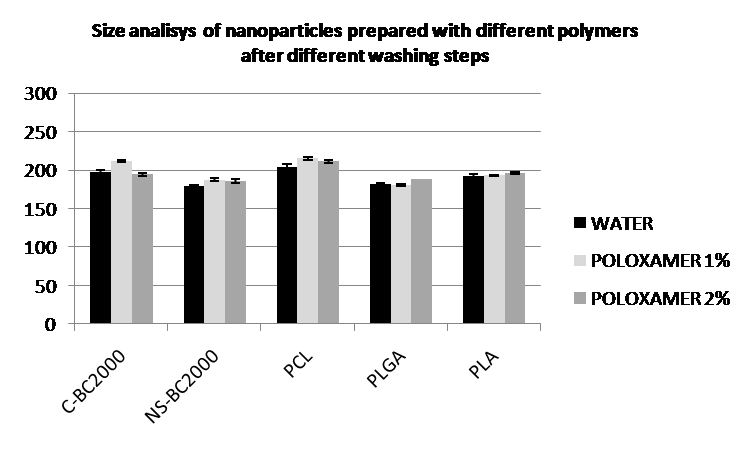 Size analisys of nanoparticles prepared with different polymers
after different washing steps
300
250
200
150
100
50
0
C-BC2000
NS-BC2000
PCL
PLGA
PLA
WATER
POLOXAMER 1%
POLOXAMER 2%